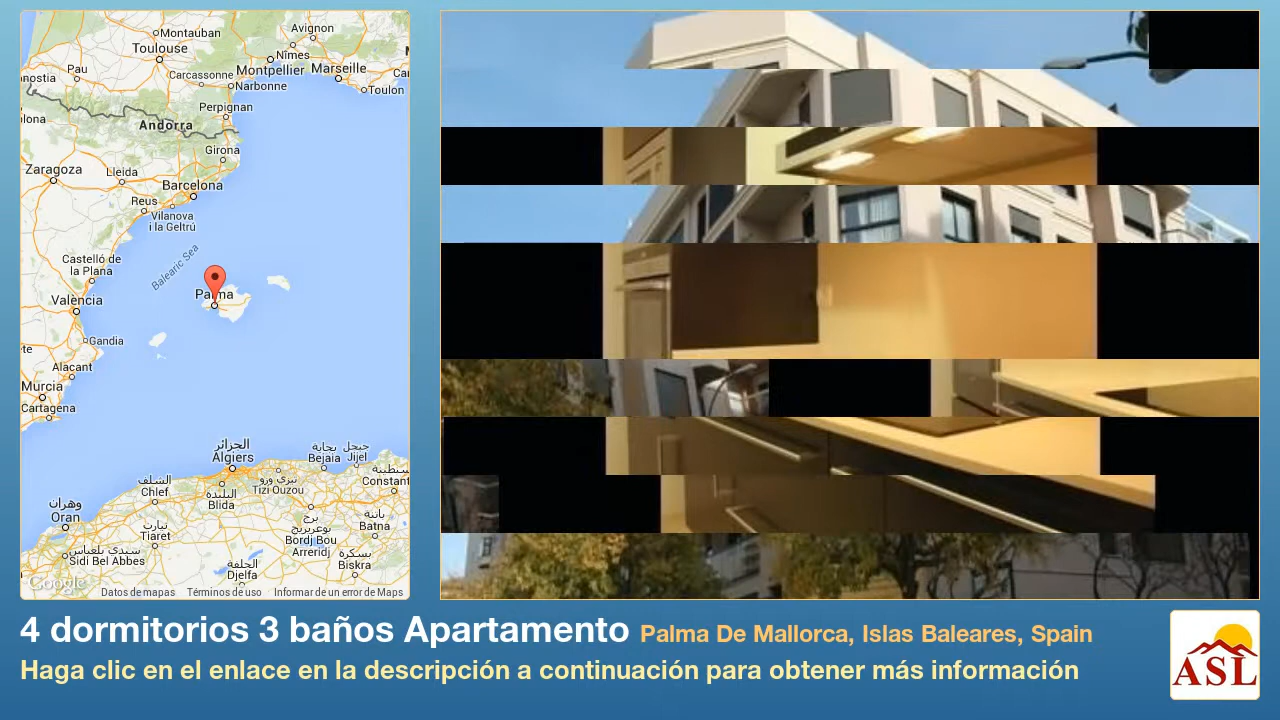 Montauban
Avignon
Toulouse
Nîmes
Montpellier
Marseille
Pau
Carcassonne
Narbonne
Toulon
Perpignan
Andorra
Girona
Zaragoza
Lleida
Barcelona
Reus
Vilanova
i la Geltrú
Balearic Sea
Castelló de
la Plana
València
Palma
Gandia
Alacant
Murcia
Cartagena
الجزائر
Algiers
بجاية
Bejaia
جيجل
Jijel
الشلف
Chlef
البليدة
Blida
تيزي وزو
Tizi Ouzou
وهران
Oran
تيارت
Tiaret
برج
بوعريريج
Bordj Bou
Arreridj
باتنة
Batna
سيدي بلعباس
Sidi Bel Abbes
الجلفة
Djelfa
بسكرة
Biskra
Google
Datos de mapas Términos de uso Informar de un error de Maps
4 dormitorios 3 baños Apartamento Palma De Mallorca, Islas Baleares, Spain
Haga clic en el enlace en la descripción a continuación para obtener más información
ASL